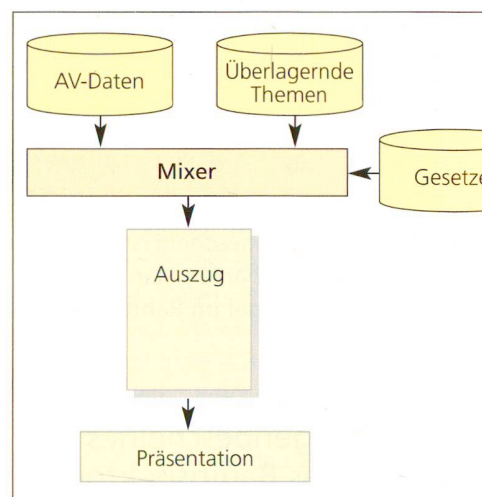 AV-Daten
Überlagernde
Themen
Mixer
Gesetze
Auszug
Präsentation